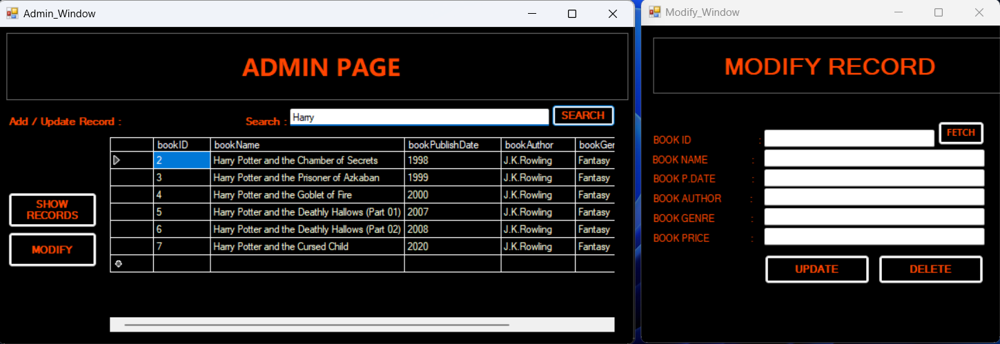 Admin_Window
ADMIN PAGE
Add / Update Record :
Search : Harry SEARCH
bookID bookName bookPublishDate bookAuthor bookGer
2 Harry Potter and the Chamber of Secrets 1998 J.K.Rowling Fantasy
3 Harry Potter and the Prisoner of Azkaban 1999 J.K.Rowling Fantasy
4 Harry Potter and the Goblet of Fire 2000 J.K.Rowling Fantasy
5 Harry Potter and the Deathly Hallows (Part 01) 2007 J.K.Rowling Fantasy
6 Harry Potter and the Deathly Hallows (Part 02) 2008 J.K.Rowling Fantasy
7 Harry Potter and the Cursed Child 2020 J.K.Rowling Fantasy
SHOW
RECORDS
MODIFY
Modify_Window
MODIFY RECORD
BOOK ID : FETCH
BOOK NAME :
BOOK P.DATE :
BOOK AUTHOR :
BOOK GENRE :
BOOK PRICE :
UPDATE DELETE